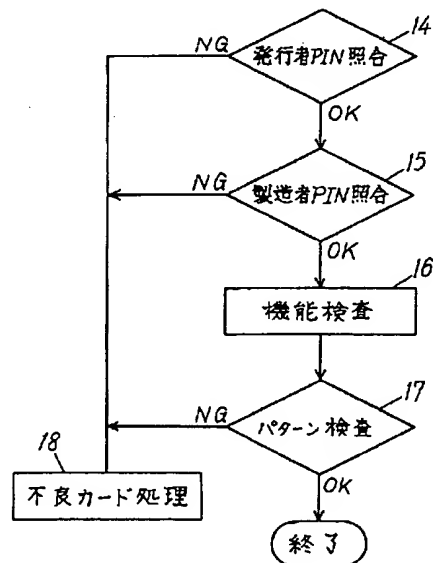 14
発行者PIN照合
NG
OK
15
製造者PIN照合
NG
OK
16
機能検査
17
パターン検査
NG
OK
18
不良カード処理
終了